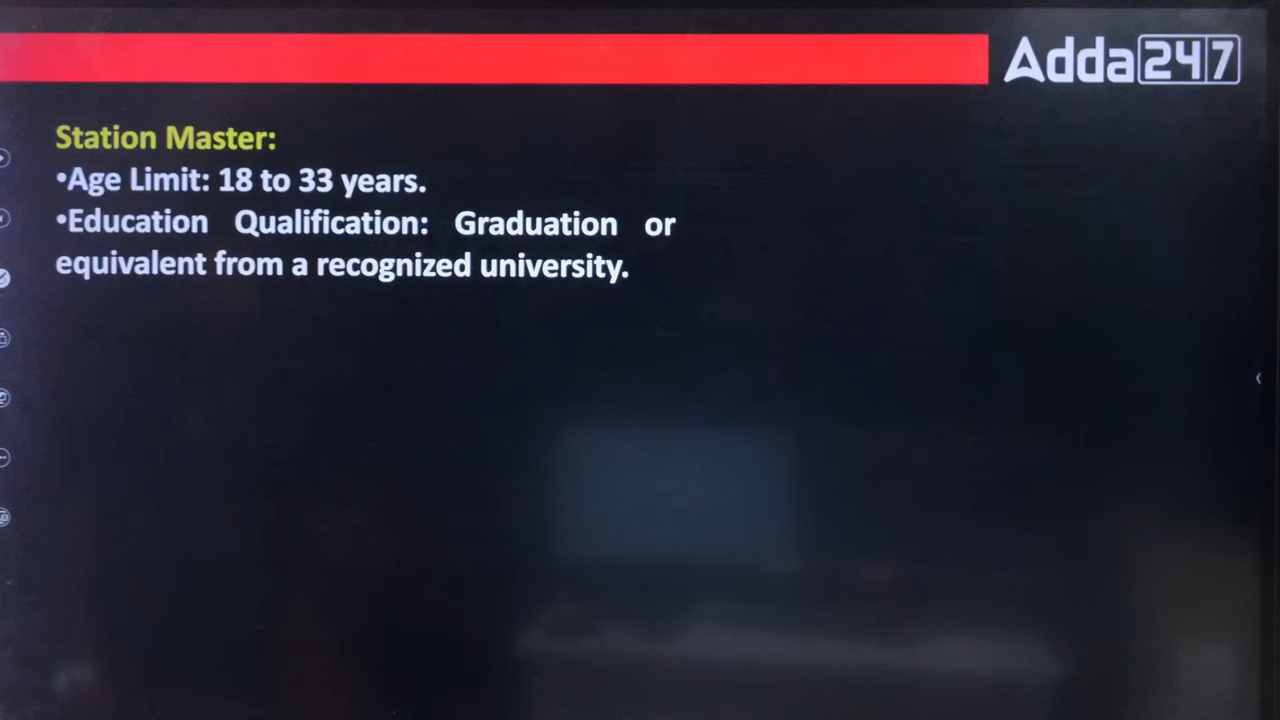 Adda247
Station Master:
•Age Limit: 18 to 33 years.
•Education Qualification: Graduation or
equivalent from a recognized university.